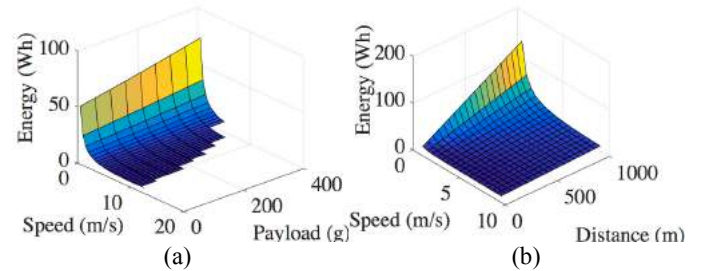 100
50
0
Energy (Wh)
0
10
20
Speed (m/s)
0
200
400
Payload (g)
(a)
200
100
0
Energy (Wh)
0
5
10
Speed (m/s)
0
500
1000
Distance (m)
(b)